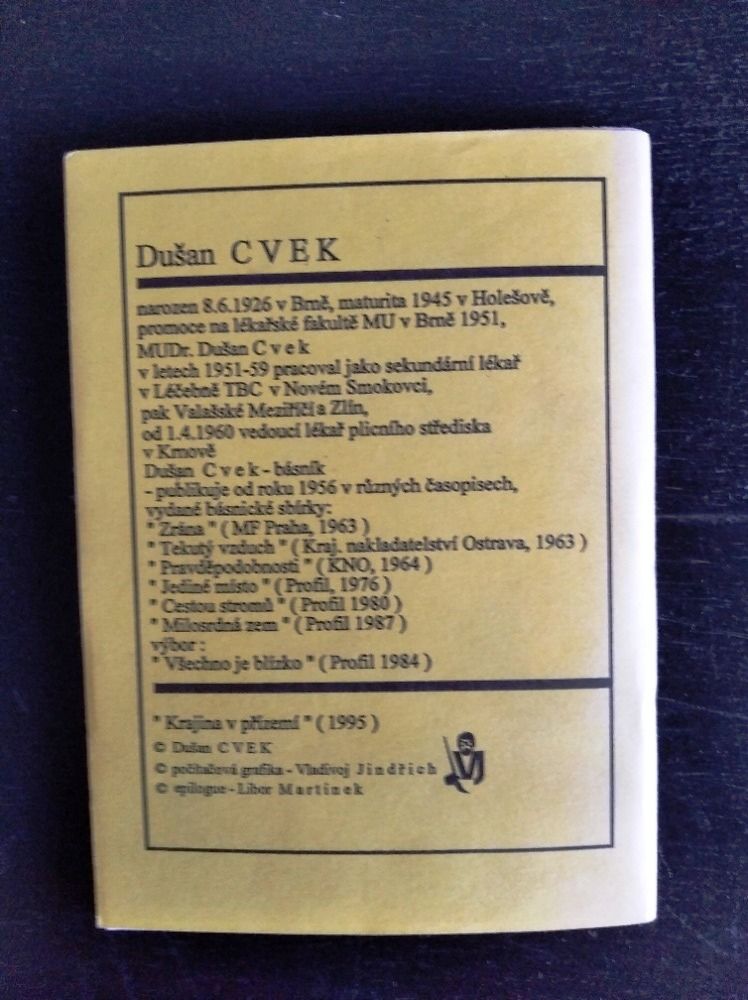 Dušan CVEK
narozen 8.6.1926 v Brně, maturita 1945 v Holešově,
promoce na lékařské fakultě MU v Brně 1951,
MUDr. Dušan Cvek
v letech 1951-59 pracoval jako sekundární lékař
v Léčebně TBC v Novém Smokovci,
pak Valašské Meziříčí a Zlín,
od 1.4.1960 vedoucí lékař plicního střediska
v Krnově
Dušan Cvek - básník
- publikuje od roku 1956 v různých časopisech,
vydané básnické sbírky:
" Zrána " ( MF Praha, 1963 )
" Tekutý vzduch " ( Kraj. nakladatelství Ostrava, 1963 )
" Pravděpodobnosti " ( KNO, 1964 )
" Jediné místo " ( Profil, 1976 )
" Cestou stromů " ( Profil 1980 )
" Milosrdná zem " ( Profil 1987 )
výbor :
" Všechno je blízko " ( Profil 1984 )
" Krajina v přízemí " ( 1995 )
© Dušan CVEK
© počítačová grafika - Vladivoj Jindřich
© epilogue - Libor Martinek